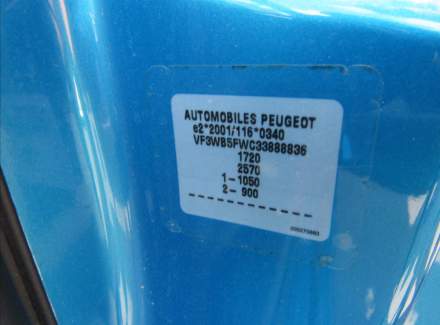 AUTOMOBILES PEUGEOT
e2*2001/116*0340
VF3WB5FWC33888836
1720
2570
1- 1050
2- 900